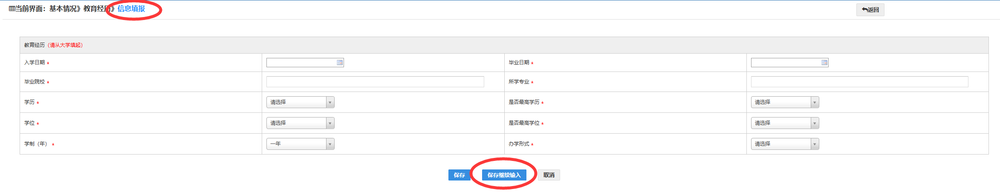 当前界面：基本情况》教育经历》信息填报
返回
教育经历（请从大学填起）
入学日期 *
毕业日期 *
毕业院校 *
所学专业 *
学历 * 请选择
是否最高学历 * 请选择
学位 * 请选择
是否最高学位 * 请选择
学制（年） * 一年
办学形式 * 请选择
保存 保存继续输入 取消